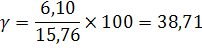 γ = 6,10 / 15,76 × 100 = 38,71